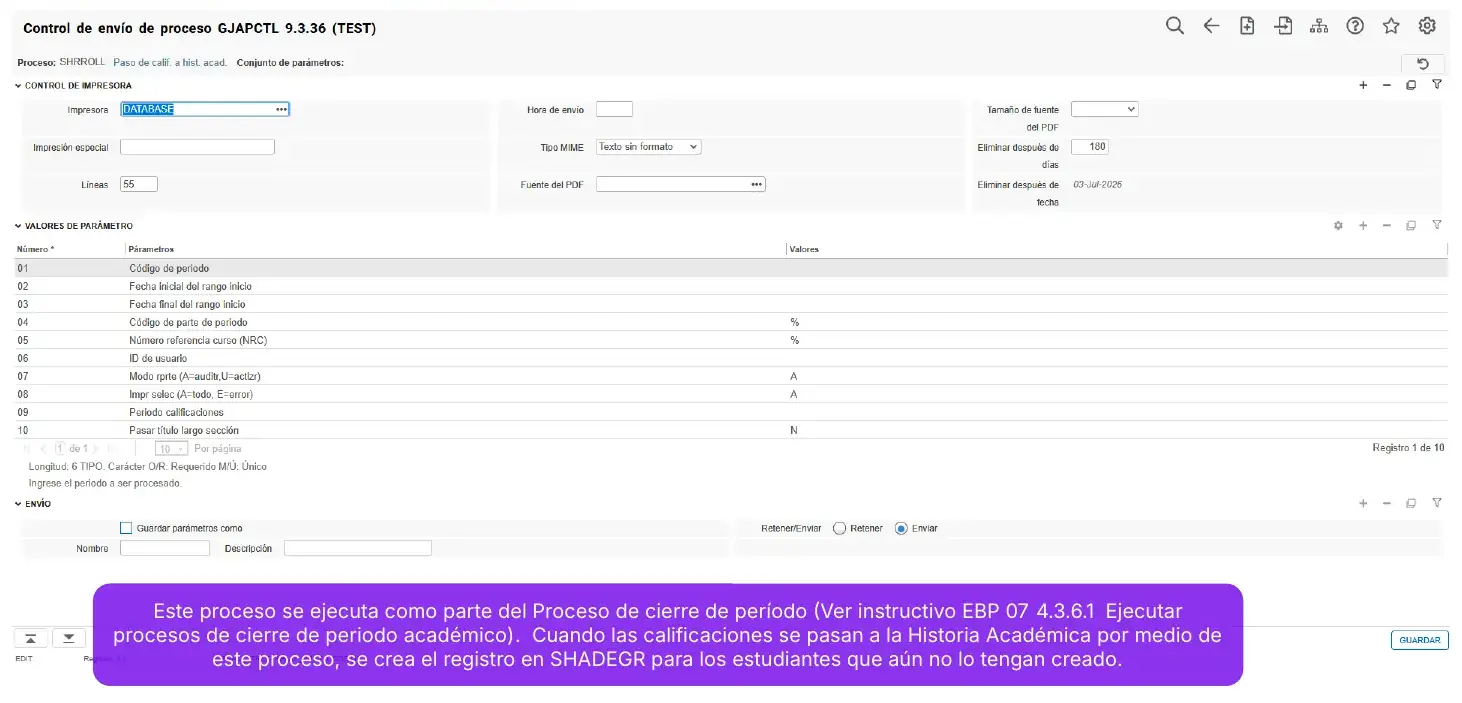 Control de envío de proceso GJAPCTL 9.3.36 (TEST)
Proceso: SHRROLL Paso de calif. a hist. acad. Conjunto de parámetros:
CONTROL DE IMPRESORA
Impresora DATABASE
Hora de envío
Tamaño de fuente del PDF
Impresión especial
Tipo MIME Texto sin formato
Eliminar después de días 180
Líneas 55
Fuente del PDF
Eliminar después de fecha 03-Jul-2026
VALORES DE PARÁMETRO
Número * Párametros Valores
01 Código de periodo
02 Fecha inicial del rango inicio
03 Fecha final del rango inicio
04 Código de parte de periodo %
05 Número referencia curso (NRC) %
06 ID de usuario
07 Modo rprte (A=auditr,U=actlzr) A
08 Impr selec (A=todo, E=error) A
09 Periodo calificaciones
10 Pasar título largo sección N
1 de 1 10 Por página Registro 1 de 10
Longitud: 6 TIPO. Carácter O/R: Requerido M/Ú: Único
Ingrese el periodo a ser procesado.
ENVÍO
Guardar parámetros como Retener/Enviar Retener Enviar
Nombre Descripción
Este proceso se ejecuta como parte del Proceso de cierre de período (Ver instructivo EBP 07 4.3.6.1 Ejecutar
procesos de cierre de periodo académico). Cuando las calificaciones se pasan a la Historia Académica por medio de
este proceso, se crea el registro en SHADEGR para los estudiantes que aún no lo tengan creado.
GUARDAR
EDIT